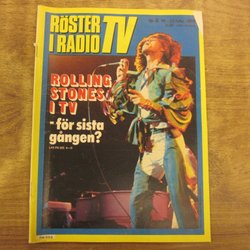 RÖSTER
I RADIO TV
ROLLING
STONES
I TV
- för sista
gången?